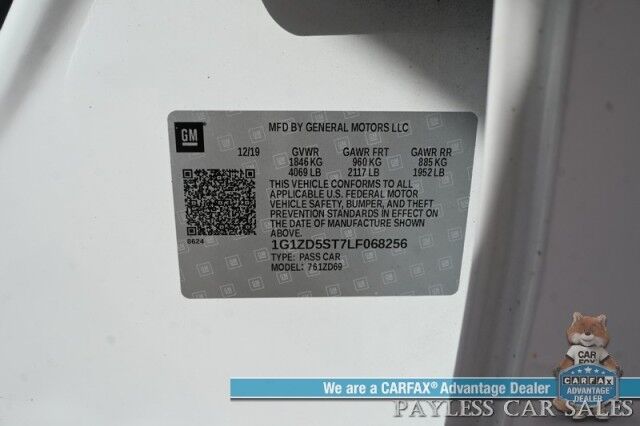 GM
MFD BY GENERAL MOTORS LLC
12/19 GVWR GAWR FRT GAWR RR
1846 KG 960 KG 885 KG
4069 LB 2117 LB 1952 LB
THIS VEHICLE CONFORMS TO ALL
APPLICABLE U.S. FEDERAL MOTOR
VEHICLE SAFETY, BUMPER, AND THEFT
PREVENTION STANDARDS IN EFFECT ON
THE DATE OF MANUFACTURE SHOWN
ABOVE.
8624
1G1ZD5ST7LF068256
TYPE: PASS CAR
MODEL: 761ZD69
CAR
FOX
We are a CARFAX® Advantage Dealer
CARFAX
ADVANTAGE
DEALER
PAYLESS CAR SALES